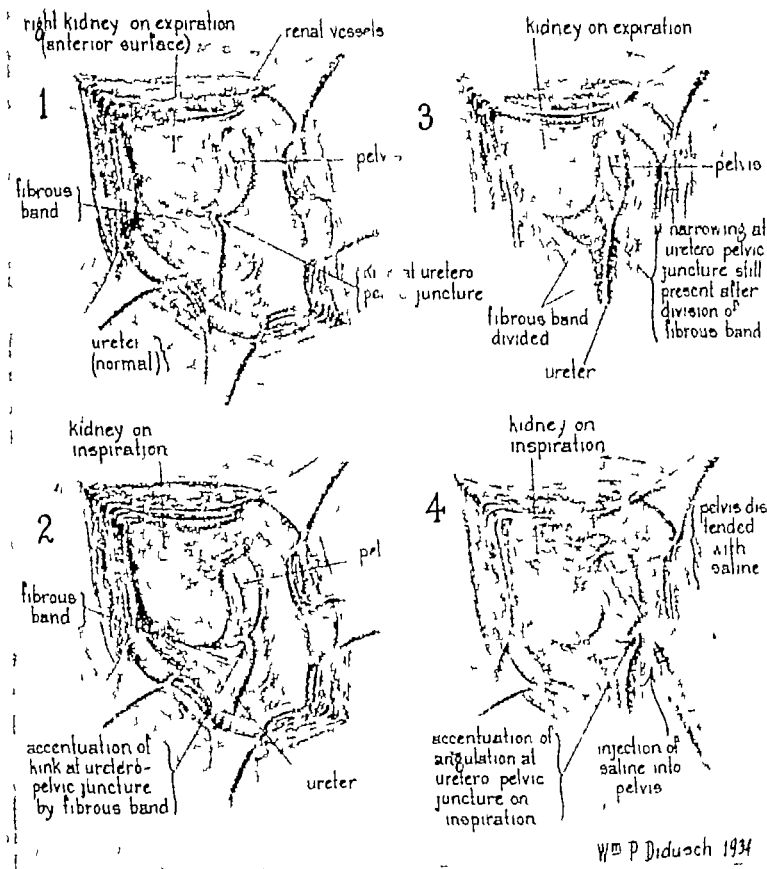 right kidney on expiration
(anterior surface)
renal vessels
1
fibrous
band
ureter
(normal)
at uretero
juncture
kidney on expiration
3
pelvis
narrowing at
uretero pelvic
juncture still
present after
division of
fibrous band
fibrous band
divided
ureter
kidney on
inspiration
2
fibrous
band
accentuation of
kink at uretero-
pelvic juncture
by fibrous band
ureter
kidney on
inspiration
4
pelvis dis
tended
with
saline
accentuation of
angulation at
uretero pelvic
juncture on
inspiration
injection of
saline into
pelvis
Wm P Didusch 1934